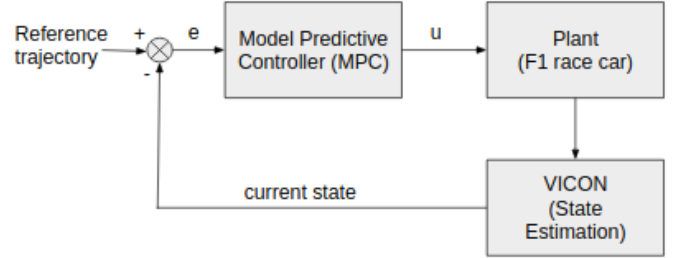 Reference
trajectory
+
-
e
Model Predictive
Controller (MPC)
u
Plant
(F1 race car)
VICON
(State
Estimation)
current state